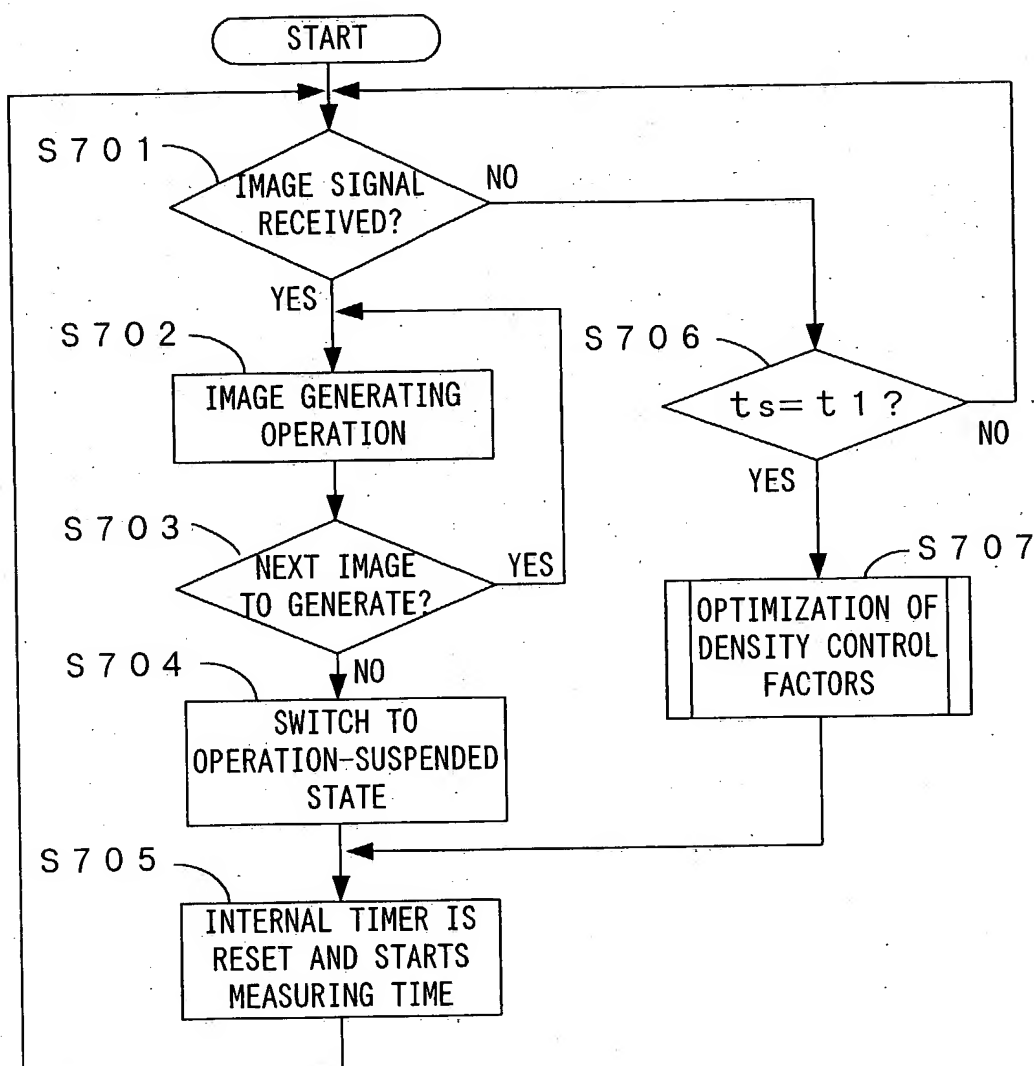 START
S701
IMAGE SIGNAL
RECEIVED?
NO
YES
S702
IMAGE GENERATING
OPERATION
S706
ts=t1?
NO
YES
S703
NEXT IMAGE
TO GENERATE?
YES
NO
S707
OPTIMIZATION OF
DENSITY CONTROL
FACTORS
S704
SWITCH TO
OPERATION-SUSPENDED
STATE
S705
INTERNAL TIMER IS
RESET AND STARTS
MEASURING TIME